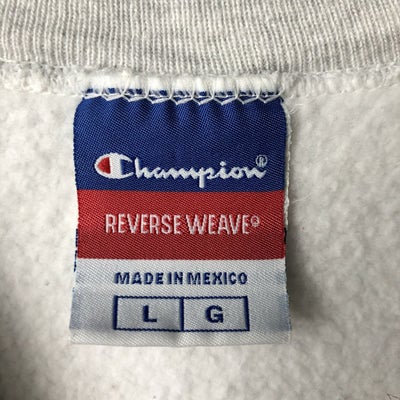 Champion®
REVERSE WEAVE®
MADE IN MEXICO
L G